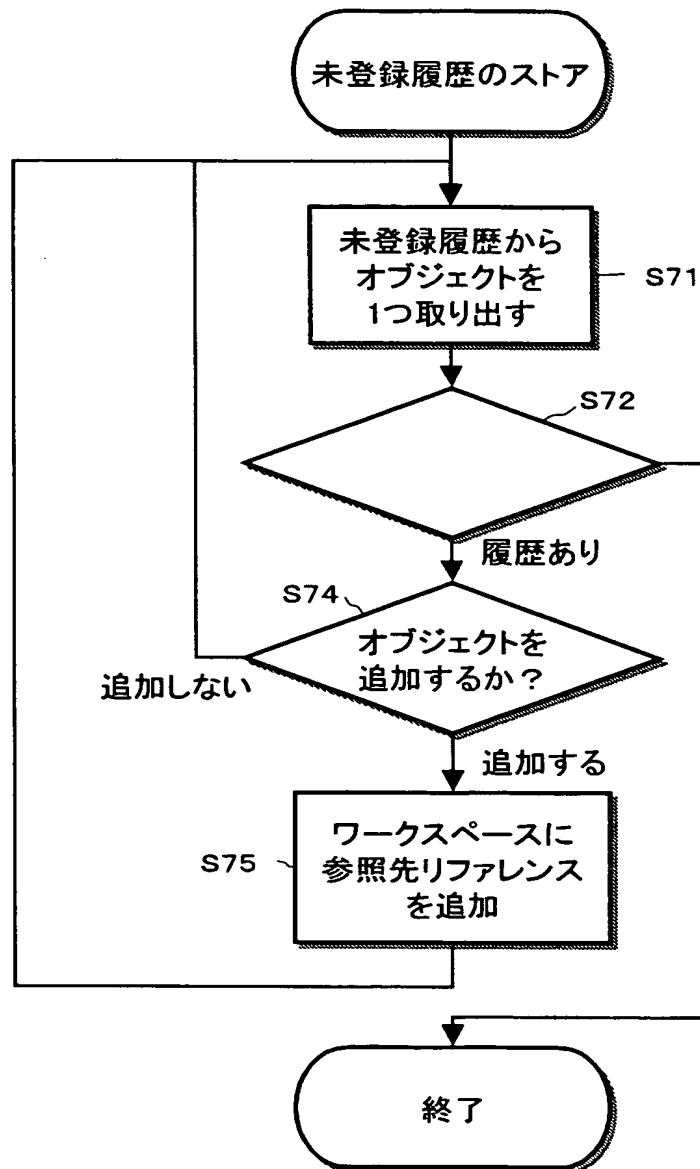 未登録履歴のストア
未登録履歴から
オブジェクトを
1つ取り出す
S71
S72
履歴あり
S74
オブジェクトを
追加するか?
追加しない
追加する
ワークスペースに
参照先リファレンス
を追加
S75
終了